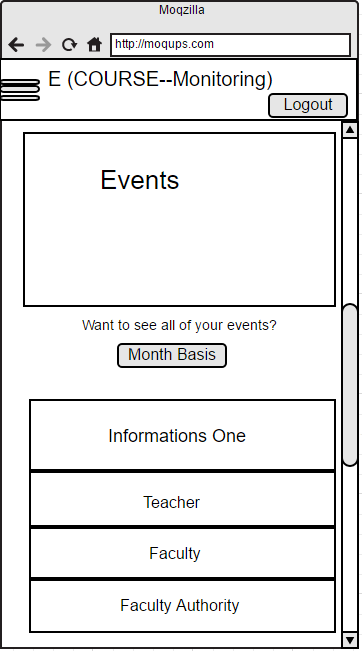 Moqzilla
http://moqups.com
E (COURSE--Monitoring)
Logout
Events
Want to see all of your events?
Month Basis
Informations One
Teacher
Faculty
Faculty Authority